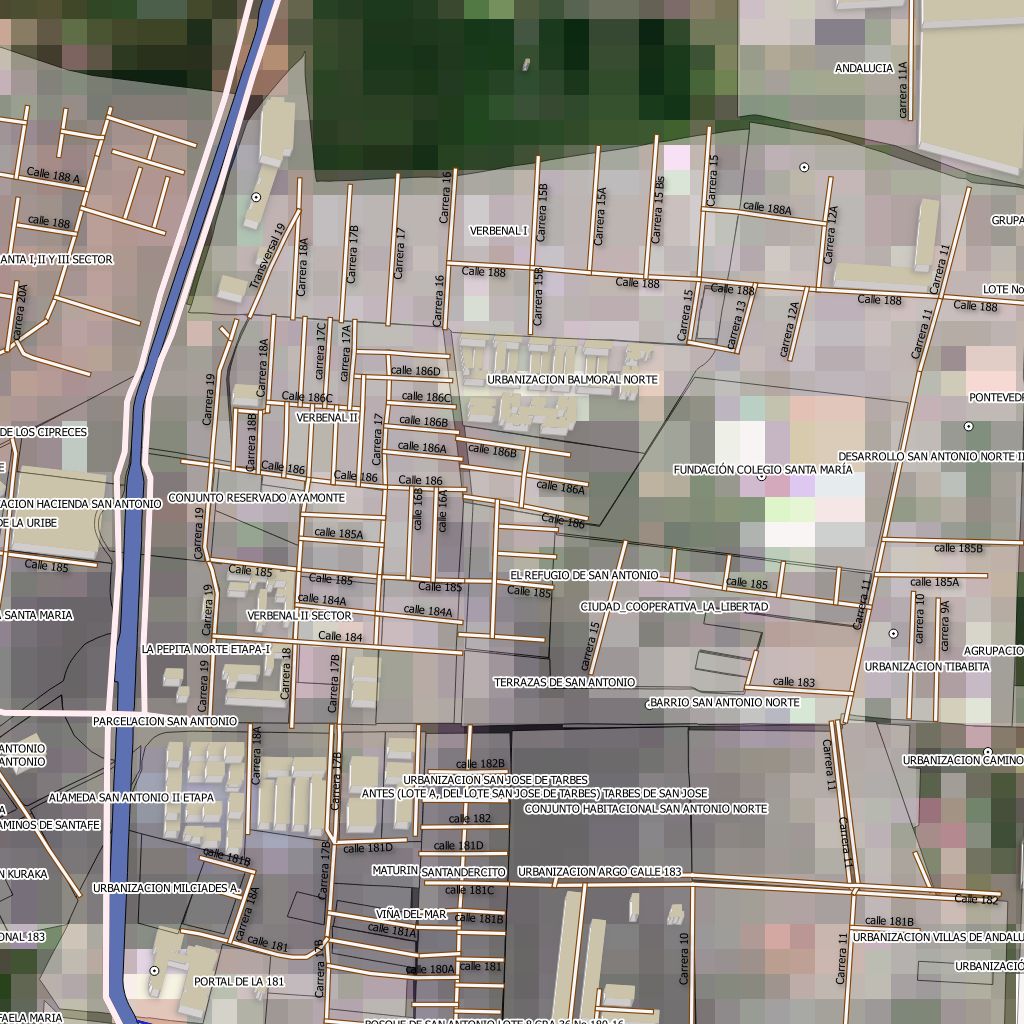 ANDALUCIA
carrera 11A
Calle 188 A
calle 188
ANTA I, II Y III SECTOR
carrera 20A
Transversal 19
Carrera 18A
Carrera 17B
Carrera 17
Carrera 16
Carrera 16
VERBENAL I
Carrera 15B
Carrera 15B
Carrera 15A
Carrera 15 Bis
Carrera 15
calle 188A
Carrera 12A
Carrera 11
GRUPA
Calle 188
Calle 188
Calle 188
Calle 188
Calle 188
LOTE No
Carrera 15
carrera 13
carrera 12A
Carrera 11
Carrera 19
Carrera 18A
carrera 17C
carrera 17A
calle 186D
URBANIZACION BALMORAL NORTE
Calle 186C
calle 186C
VERBENAL II
PONTEVED
Carrera 18B
Carrera 17
calle 186B
calle 186A
calle 186B
DE LOS CIPRECES
DESARROLLO SAN ANTONIO NORTE II
FUNDACIÓN COLEGIO SANTA MARÍA
Calle 186
Calle 186
Calle 186
calle 186A
Calle 186
CONJUNTO RESERVADO AYAMONTE
ACION HACIENDA SAN ANTONIO
DE LA URIBE
carrera 16B
carrera 16A
Carrera 19
calle 185A
calle 185B
Calle 185
Calle 185
Calle 185
Calle 185
Calle 185
calle 185
EL REFUGIO DE SAN ANTONIO
calle 185A
CIUDAD_COOPERATIVA_LA_LIBERTAD
Carrera 11
carrera 10
carrera 9A
calle 184A
calle 184A
VERBENAL II SECTOR
SANTA MARIA
Carrera 19
Calle 184
LA PEPITA NORTE ETAPA-I
carrera 15
AGRUPACIO
URBANIZACION TIBABITA
Carrera 19
Carrera 18
Carrera 17B
TERRAZAS DE SAN ANTONIO
calle 183
BARRIO SAN ANTONIO NORTE
PARCELACION SAN ANTONIO
ANTONIO
ANTONIO
Carrera 18A
Carrera 17B
calle 182B
Carrera 11
URBANIZACION CAMINO
URBANIZACION SAN JOSE DE TARBES
ANTES (LOTE A, DEL LOTE SAN JOSE DE TARBES) TARBES DE SAN JOSE
ALAMEDA SAN ANTONIO II ETAPA
CONJUNTO HABITACIONAL SAN ANTONIO NORTE
AMINOS DE SANTAFE
calle 182
calle 181D
calle 181D
Carrera 11
calle 181B
N KURAKA
MATURIN
SANTANDERCITO
URBANIZACION ARGO CALLE 183
URBANIZACION MILCIADES A.
Carrera 17B
calle 181C
Calle 182
Carrera 18A
VIÑA DEL MAR
calle 181B
calle 181A
calle 181B
ONAL 183
calle 181
URBANIZACION VILLAS DE ANDALU
Carrera 17B
calle 180A
calle 181
Carrera 10
Carrera 11
URBANIZACIÓ
PORTAL DE LA 181
FAELA MARIA
BOSQUE DE SAN ANTONIO LOTE 8 CRA 36 No 180 16